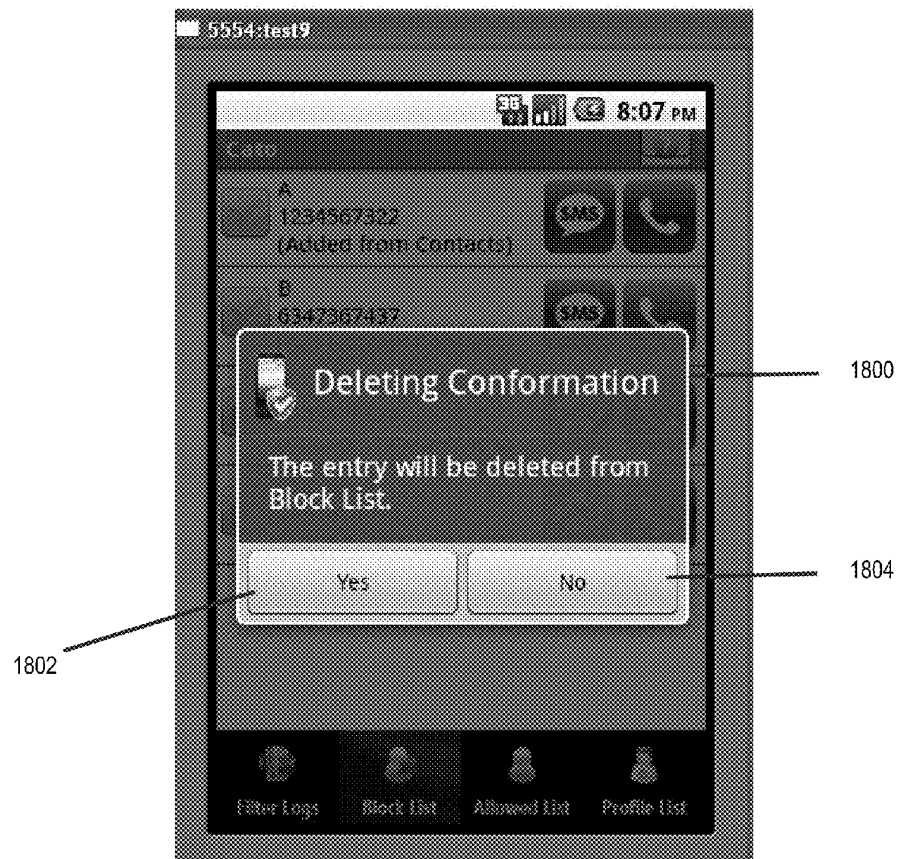 5554:test9
8:07 PM
A
1234567322
(Added from Contacts)
SMS
B
6347367437
SMS
Deleting Conformation
1800
The entry will be deleted from
Block List.
Yes
No
1804
1802
Filter Logs
Block List
Allowed List
Profile List